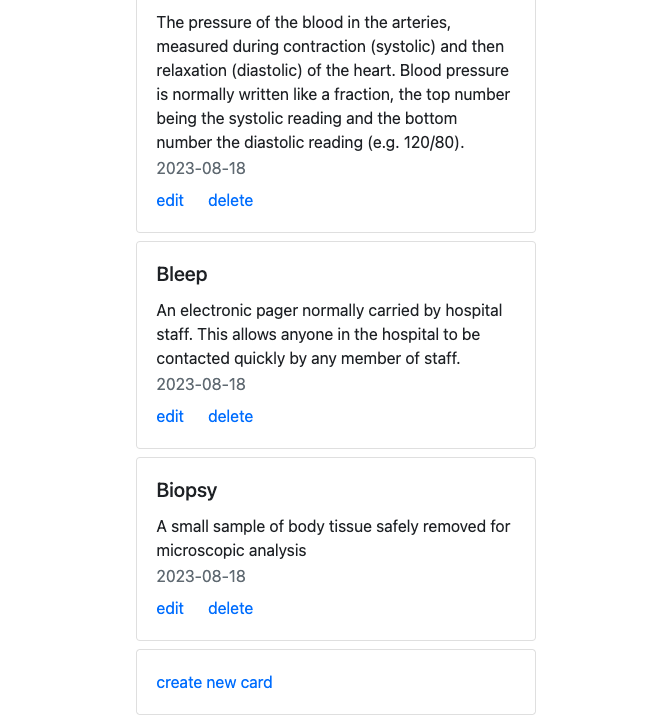 The pressure of the blood in the arteries,
measured during contraction (systolic) and then
relaxation (diastolic) of the heart. Blood pressure
is normally written like a fraction, the top number
being the systolic reading and the bottom
number the diastolic reading (e.g. 120/80).
2023-08-18
edit delete
Bleep
An electronic pager normally carried by hospital
staff. This allows anyone in the hospital to be
contacted quickly by any member of staff.
2023-08-18
edit delete
Biopsy
A small sample of body tissue safely removed for
microscopic analysis
2023-08-18
edit delete
create new card